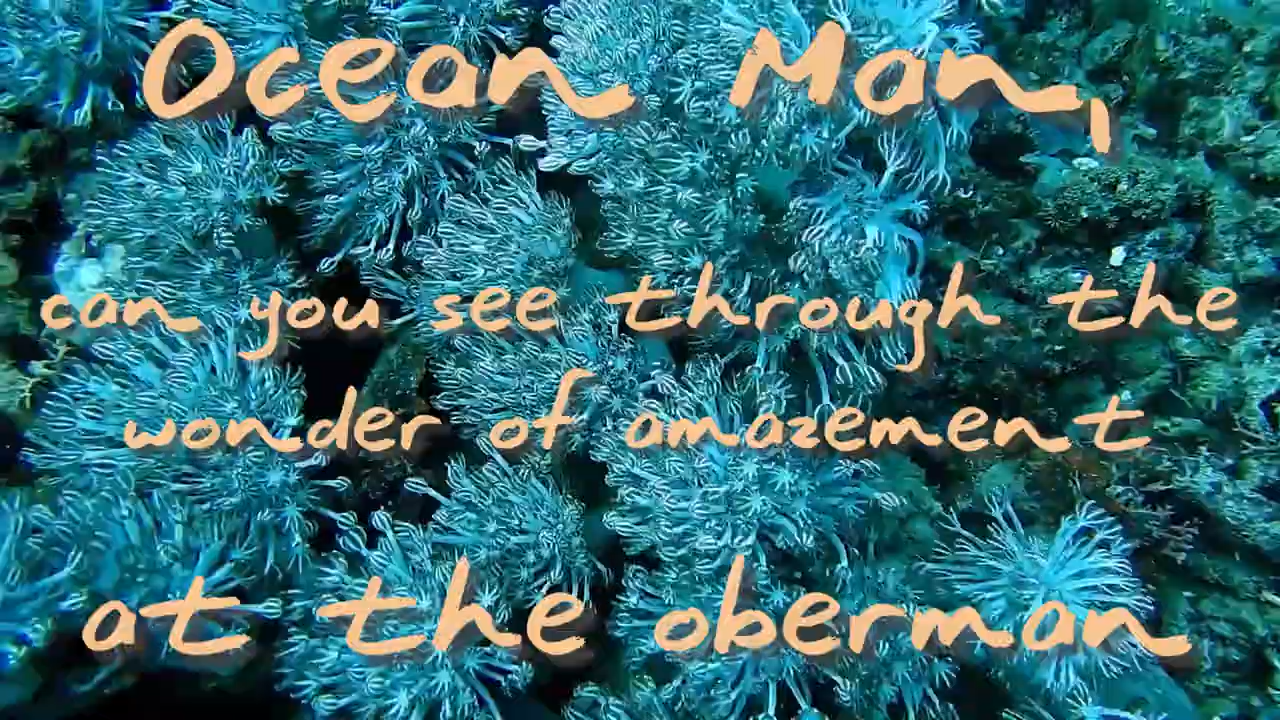 Ocean Man,
can you see through the
wonder of amazement
at the oberman